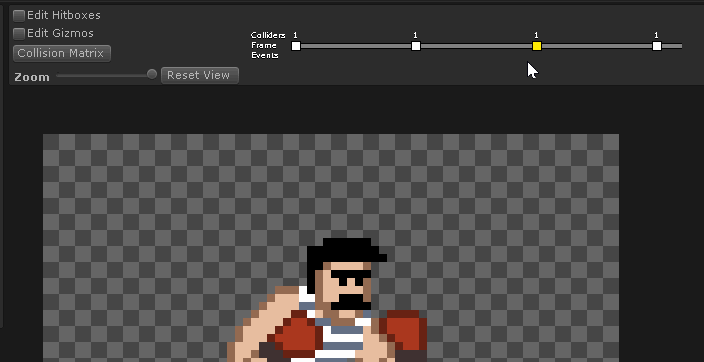 Edit Hitboxes
Edit Gizmos
Collision Matrix
Zoom Reset View
Colliders 1 1 1 1
Frame
Events